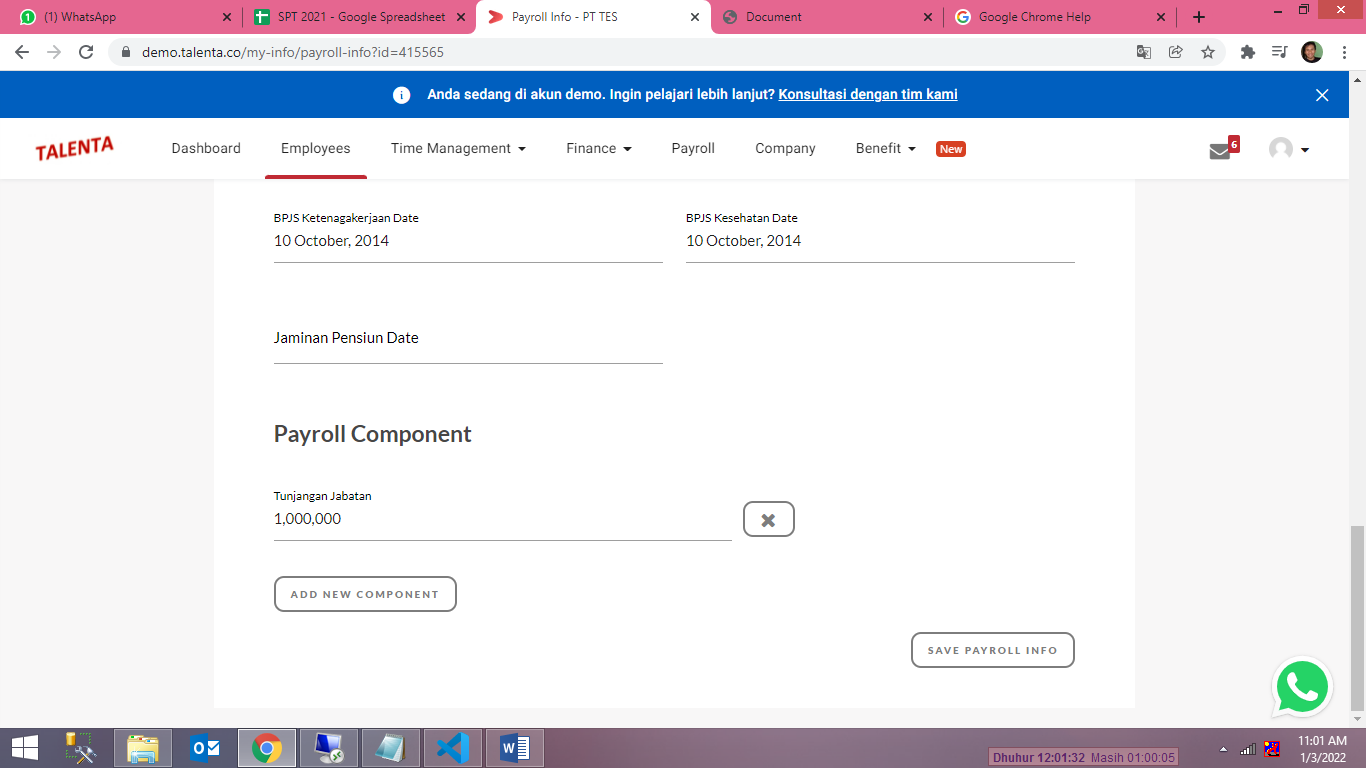 (1) WhatsApp
SPT 2021 - Google Spreadsheet
Payroll Info - PT TES
Document
Google Chrome Help
demo.talenta.co/my-info/payroll-info?id=415565
Anda sedang di akun demo. Ingin pelajari lebih lanjut? Konsultasi dengan tim kami
TALENTA
Dashboard
Employees
Time Management
Finance
Payroll
Company
Benefit
New
6
BPJS Ketenagakerjaan Date
10 October, 2014
BPJS Kesehatan Date
10 October, 2014
Jaminan Pensiun Date
Payroll Component
Tunjangan Jabatan
1,000,000
ADD NEW COMPONENT
SAVE PAYROLL INFO
Dhuhur 12:01:32 Masih 01:00:05
11:01 AM
1/3/2022